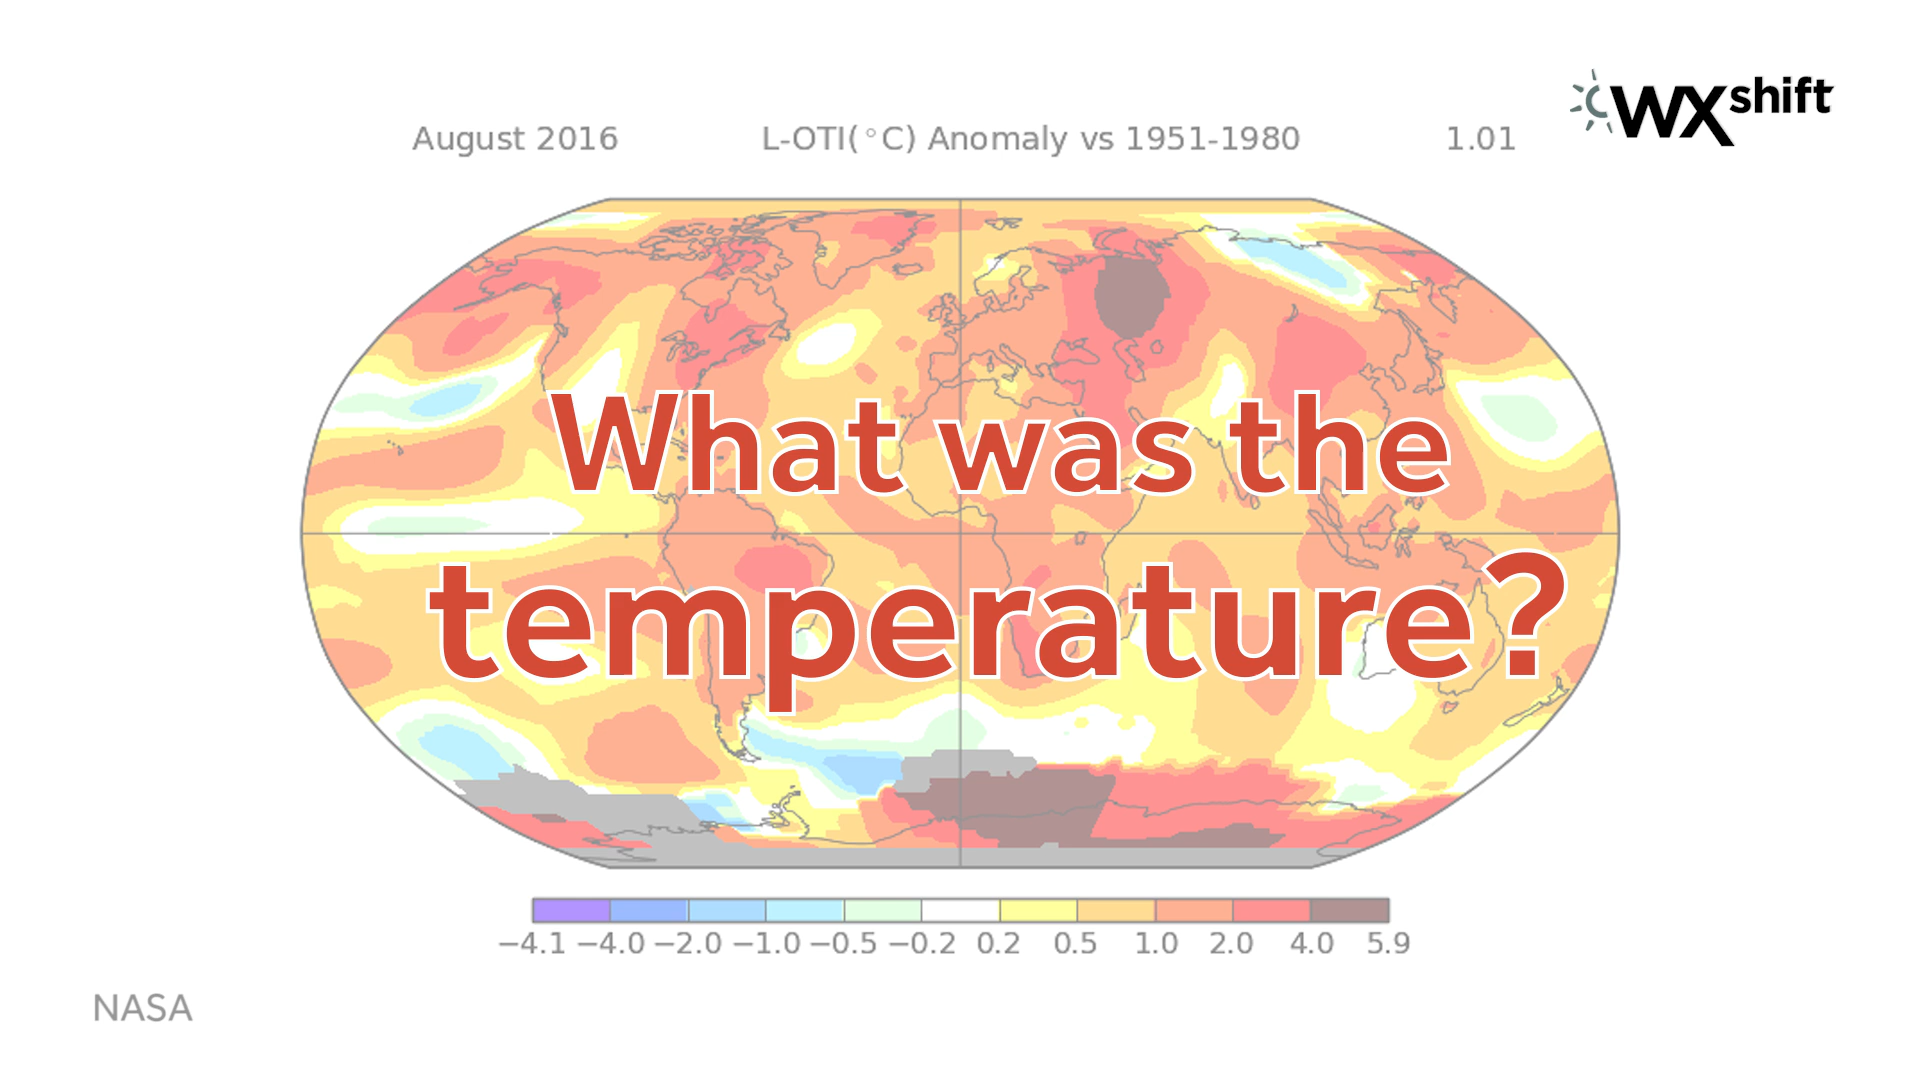 WXshift
August 2016 L-OTI(°C) Anomaly vs 1951-1980 1.01
What was the
temperature?
−4.1 −4.0 −2.0 −1.0 −0.5 −0.2 0.2 0.5 1.0 2.0 4.0 5.9
NASA